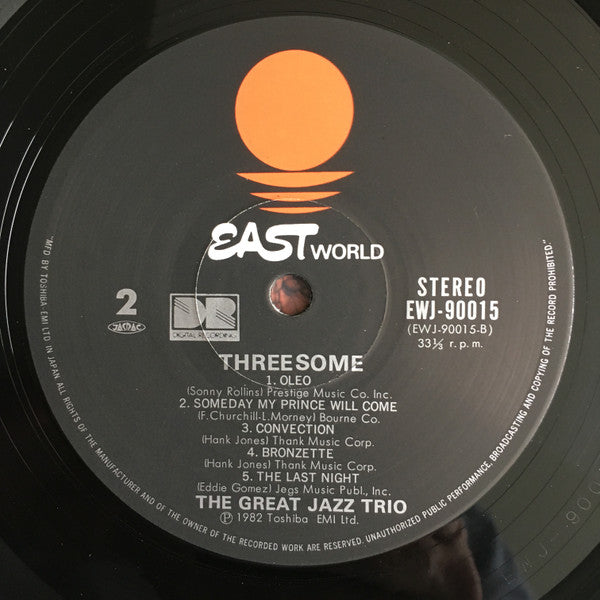 EAST WORLD
2
JASRAC
DR
DIGITAL RECORDING
STEREO
EWJ-90015
(EWJ-90015-B)
33⅓ r.p.m.
THREESOME
1. OLEO
(Sonny Rollins) Prestige Music Co. Inc.
2. SOMEDAY MY PRINCE WILL COME
(F.Churchill-L.Morney) Bourne Co.
3. CONVECTION
(Hank Jones) Thank Music Corp.
4. BRONZETTE
(Hank Jones) Thank Music Corp.
5. THE LAST NIGHT
(Eddie Gomez) Jegs Music Publ., Inc.
THE GREAT JAZZ TRIO
Ⓟ 1982 Toshiba EMI Ltd.
"MFD BY TOSHIBA-EMI LTD IN JAPAN ALL RIGHTS OF THE MANUFACTURER AND OF THE OWNER OF THE RECORDED WORK ARE RESERVED. UNAUTHORIZED PUBLIC PERFORMANCE, BROADCASTING AND COPYING OF THE RECORD PROHIBITED."